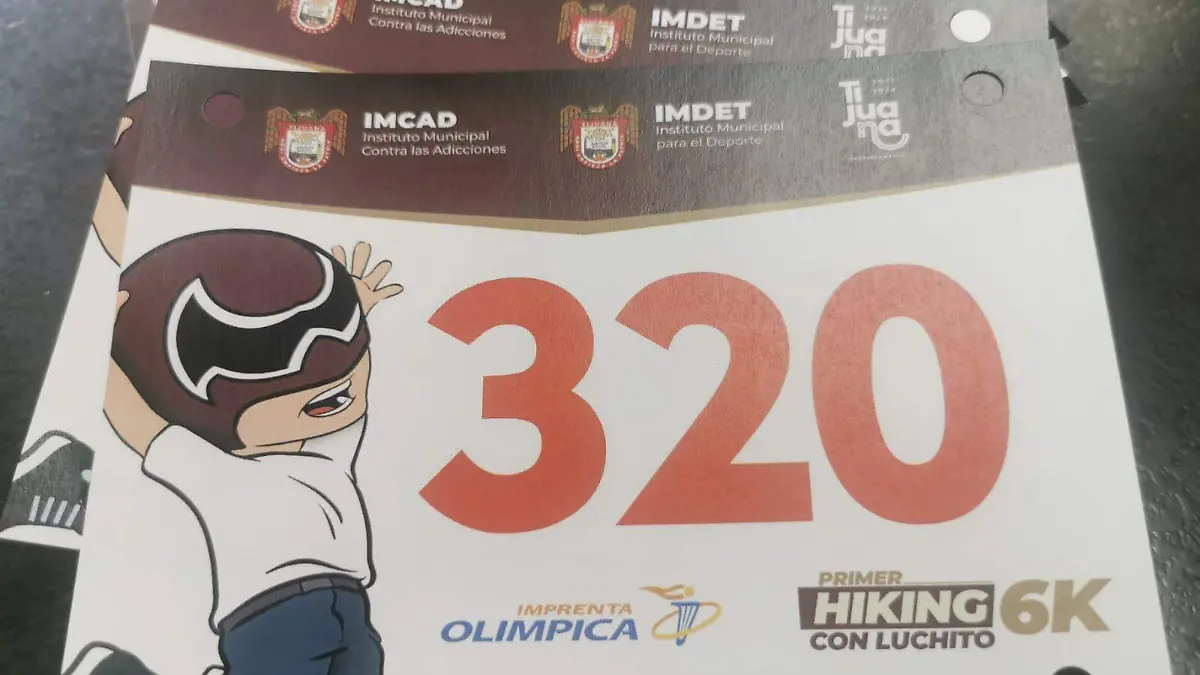 IMCAD
Instituto Municipal
Contra las Adicciones
IMDET
Instituto Municipal
para el Deporte
Tijuana
IMCAD
Instituto Municipal
Contra las Adicciones
TIJUANA
IMDET
Instituto Municipal
para el Deporte
Tijuana
320
IMPRENTA
OLIMPICA
PRIMER
HIKING 6K
CON LUCHITO